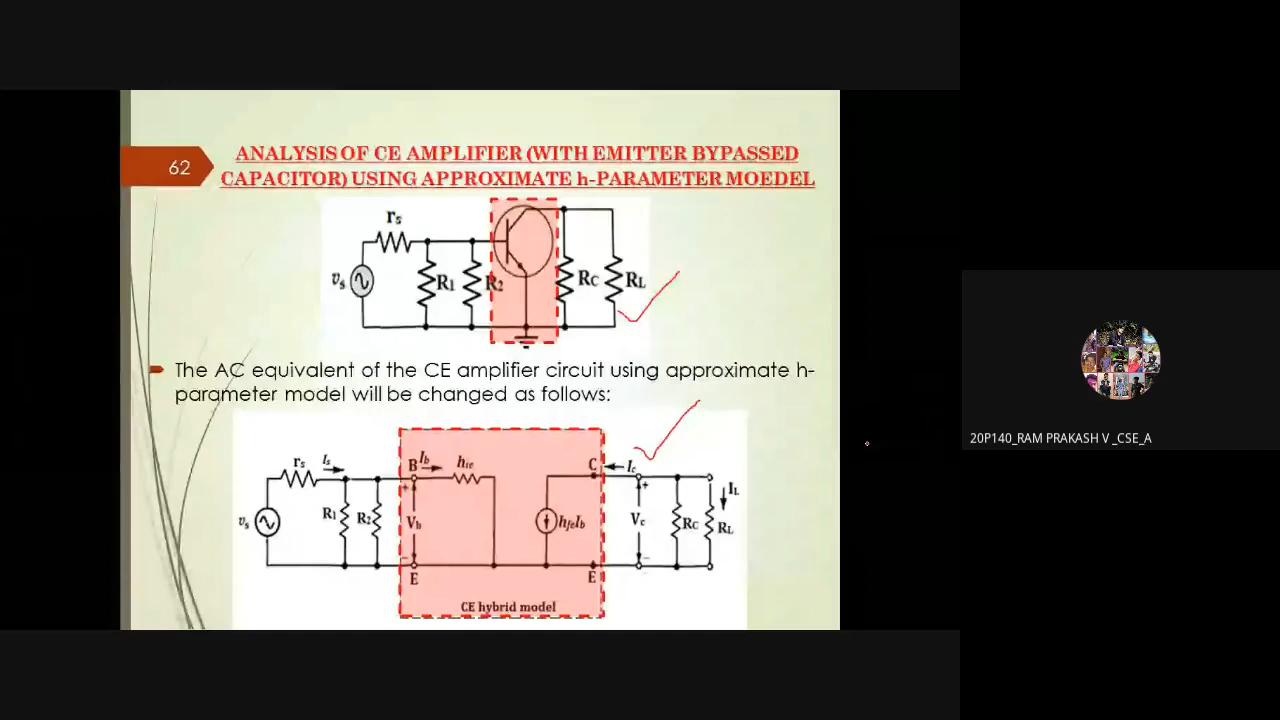 62
ANALYSIS OF CE AMPLIFIER (WITH EMITTER BYPASSED
CAPACITOR) USING APPROXIMATE h-PARAMETER MOEDEL
rs
vs
R1
R2
RC
RL
The AC equivalent of the CE amplifier circuit using approximate h-
parameter model will be changed as follows:
rs
Is
B
Ib
hie
C
Ic
IL
vs
R1
R2
+
Vb
−
hfeIb
+
Vc
−
RC
RL
E
E
CE hybrid model
20P140_RAM PRAKASH V _CSE_A